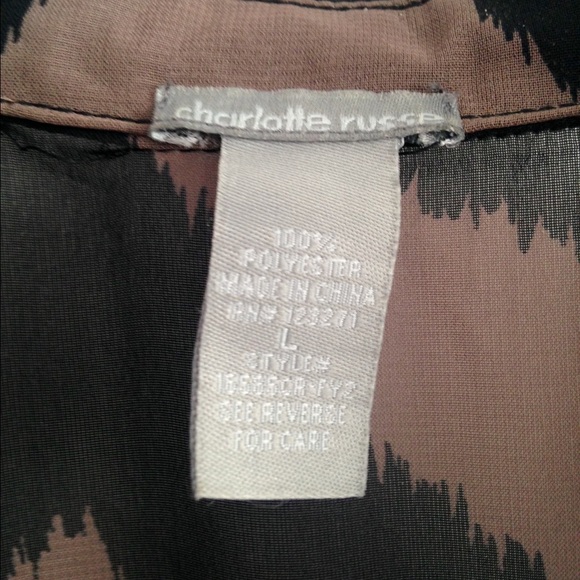 charlotte russe
100%
POLYESTER
MADE IN CHINA
RN# 123271
L
STYLE#
SEE REVERSE
FOR CARE